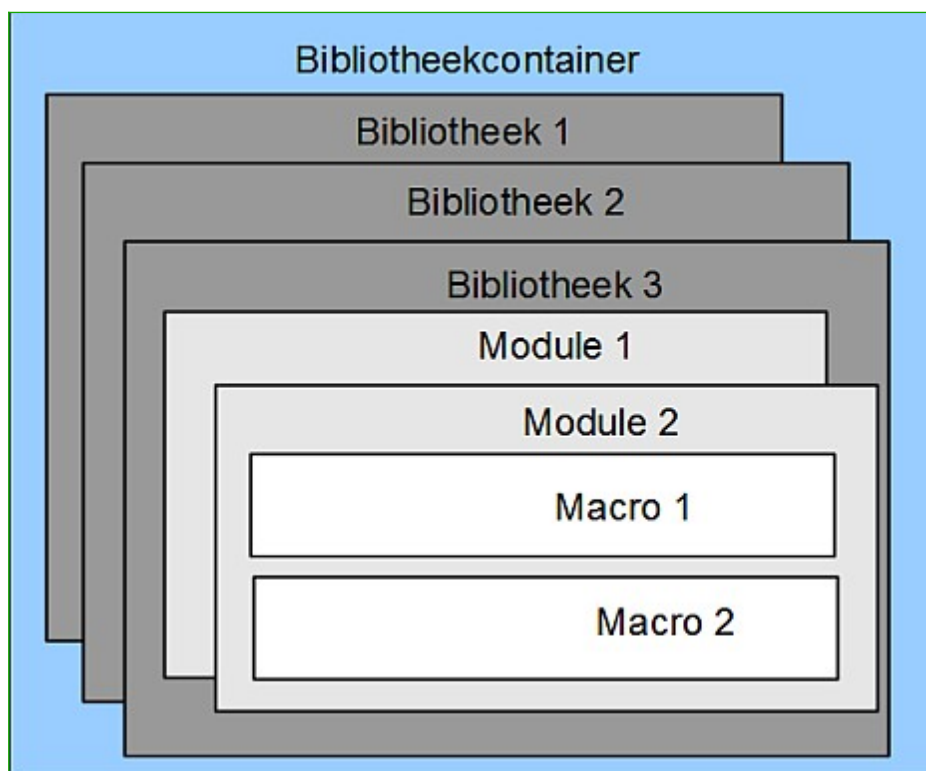 Bibliotheekcontainer
Bibliotheek 1
Bibliotheek 2
Bibliotheek 3
Module 1
Module 2
Macro 1
Macro 2